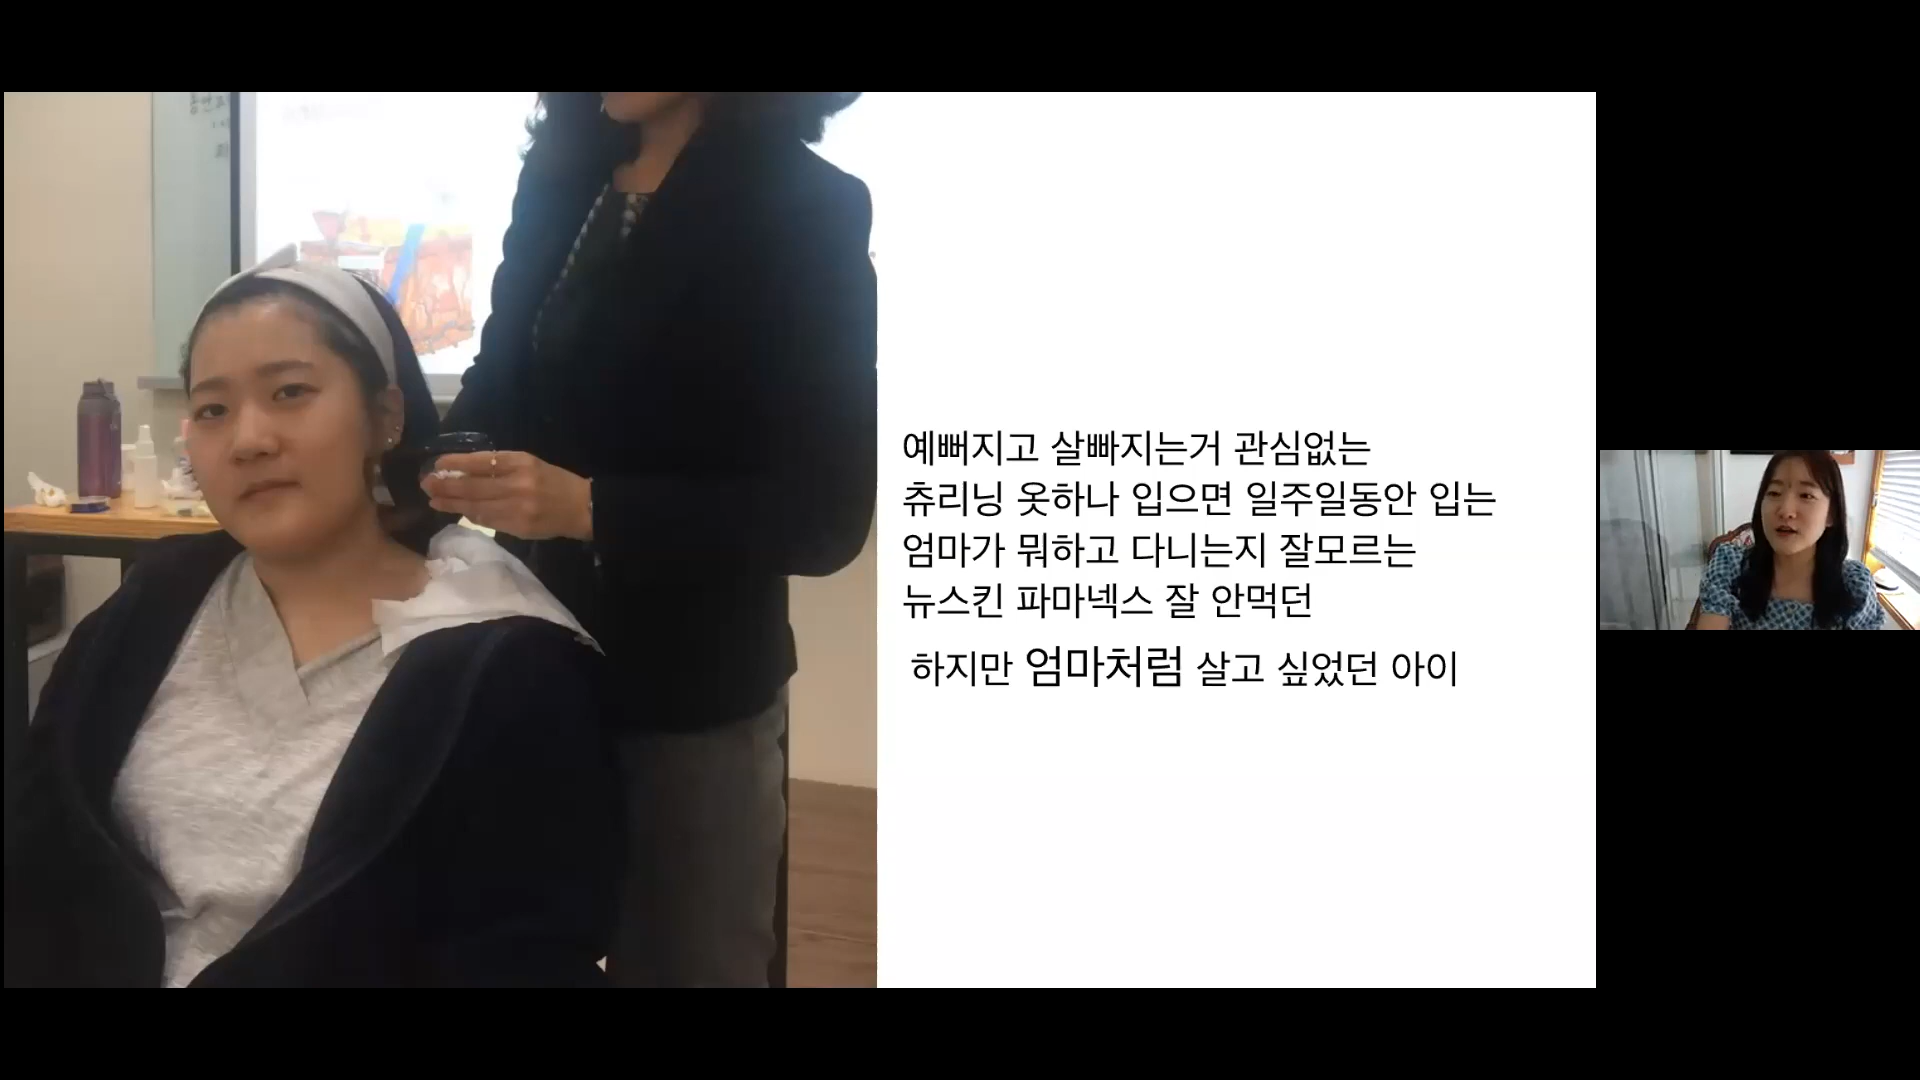 예뻐지고 살빠지는거 관심없는
츄리닝 옷하나 입으면 일주일동안 입는
엄마가 뭐하고 다니는지 잘모르는
뉴스킨 파마넥스 잘 안먹던
하지만 엄마처럼 살고 싶었던 아이